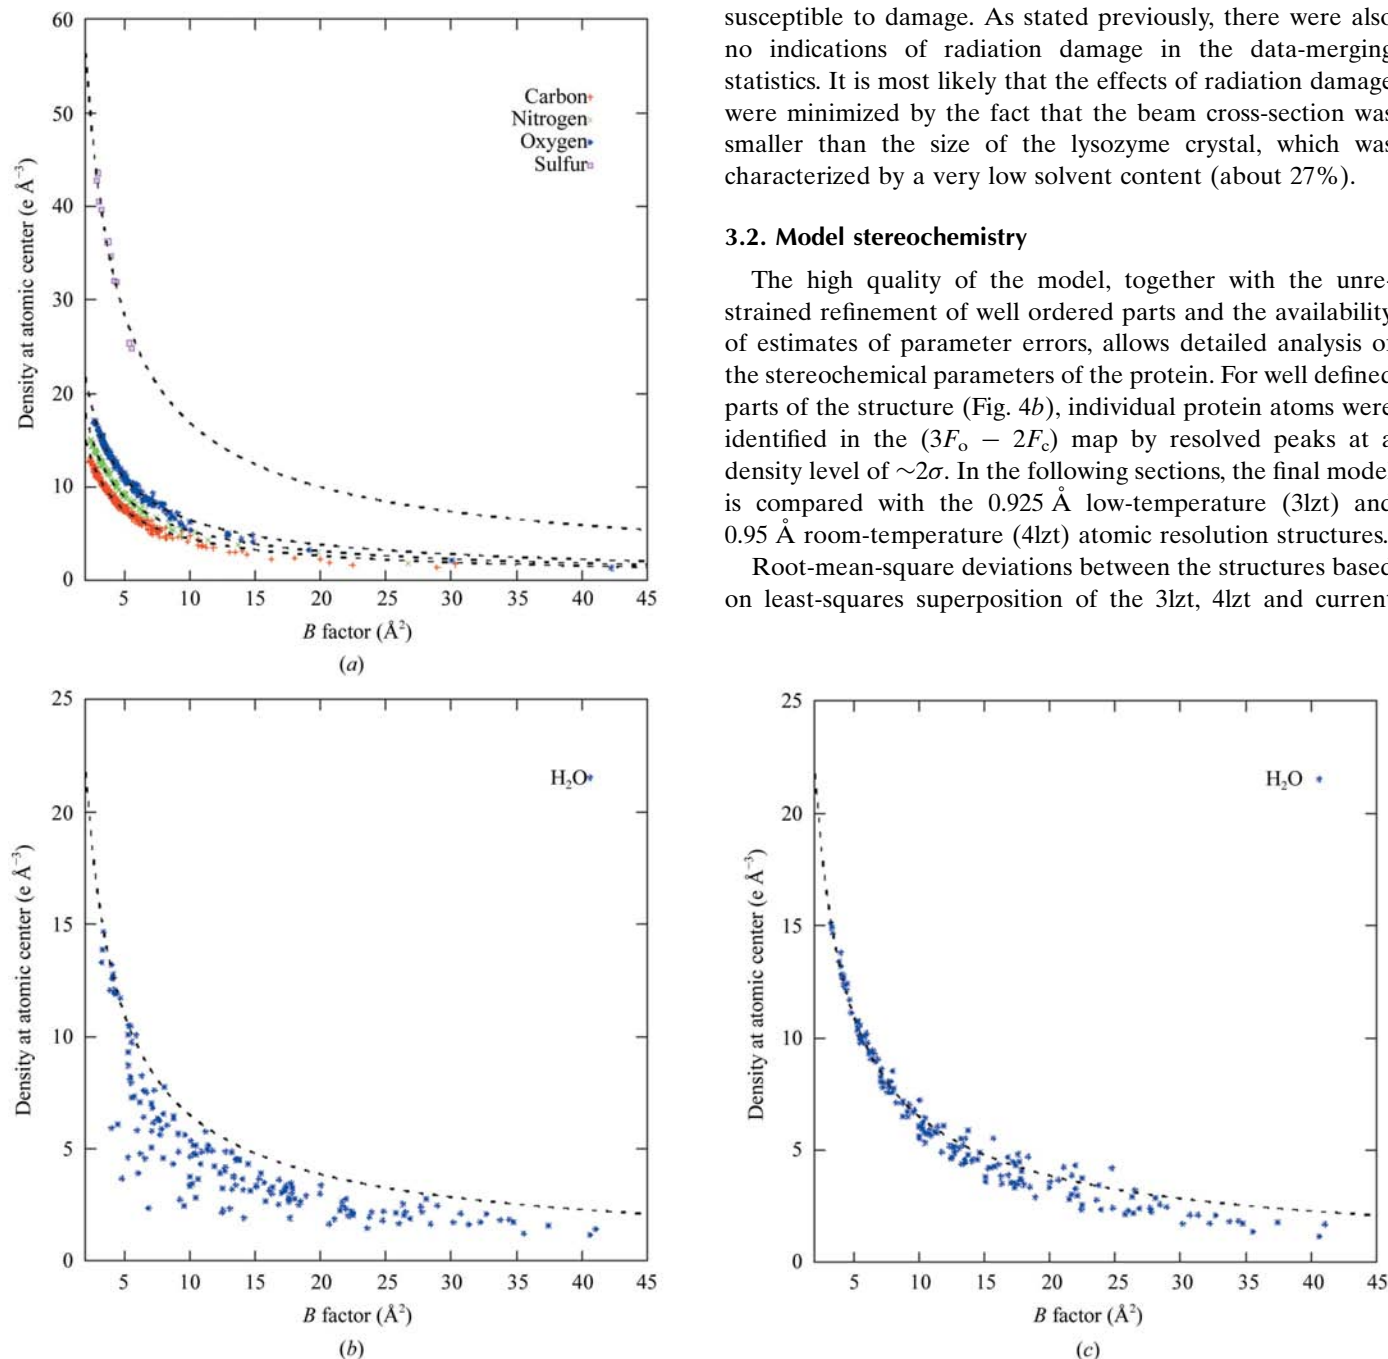 susceptible to damage. As stated previously, there were also
no indications of radiation damage in the data-merging
statistics. It is most likely that the effects of radiation damage
were minimized by the fact that the beam cross-section was
smaller than the size of the lysozyme crystal, which was
characterized by a very low solvent content (about 27%).
3.2. Model stereochemistry
The high quality of the model, together with the unre-
strained refinement of well ordered parts and the availability
of estimates of parameter errors, allows detailed analysis of
the stereochemical parameters of the protein. For well defined
parts of the structure (Fig. 4b), individual protein atoms were
identified in the (3Fo − 2Fc) map by resolved peaks at a
density level of ~2σ. In the following sections, the final model
is compared with the 0.925 Å low-temperature (3lzt) and
0.95 Å room-temperature (4lzt) atomic resolution structures.
Root-mean-square deviations between the structures based
on least-squares superposition of the 3lzt, 4lzt and current
60
50
40
30
20
10
0
Density at atomic center (e Å⁻³)
Carbon
Nitrogen
Oxygen
Sulfur
5 10 15 20 25 30 35 40 45
B factor (Å²)
(a)
25
20
15
10
5
0
Density at atomic center (e Å⁻³)
H₂O
5 10 15 20 25 30 35 40 45
B factor (Å²)
(b)
25
20
15
10
5
0
Density at atomic center (e Å⁻³)
H₂O
5 10 15 20 25 30 35 40 45
B factor (Å²)
(c)